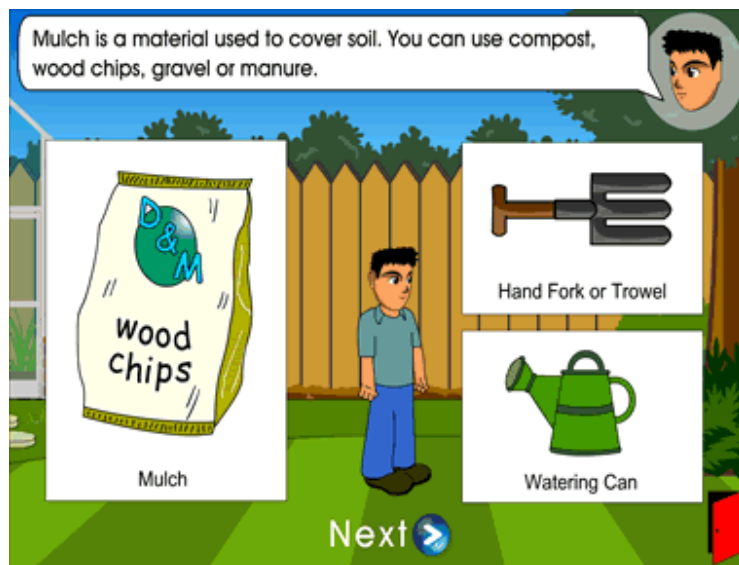 Mulch is a material used to cover soil. You can use compost,
wood chips, gravel or manure.
D & M
wood
chips
Mulch
Hand Fork or Trowel
Watering Can
Next